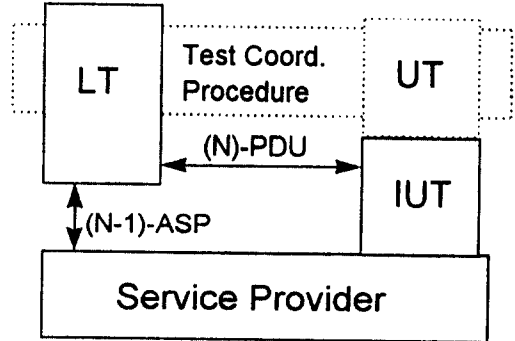 LT
Test Coord.
Procedure
UT
(N)-PDU
IUT
(N-1)-ASP
Service Provider